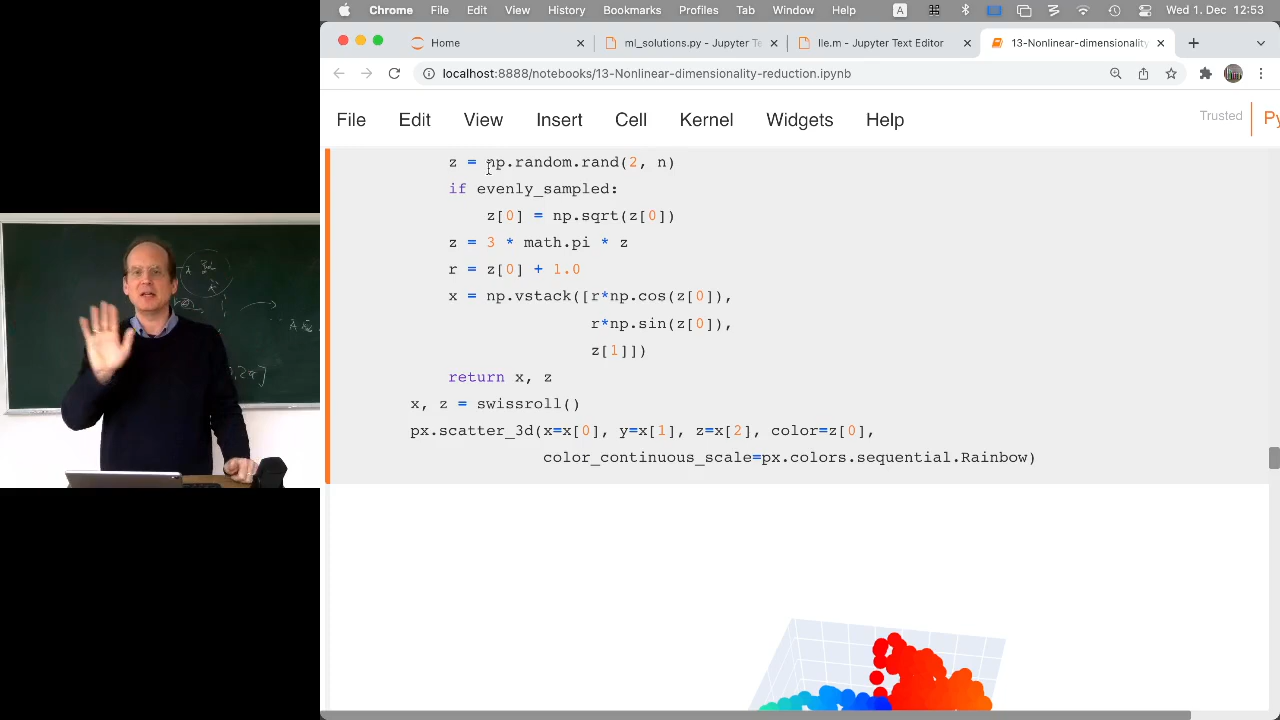 Chrome File Edit View History Bookmarks Profiles Tab Window Help A Wed 1. Dec 12:53
Home ml_solutions.py - Jupyter Te lle.m - Jupyter Text Editor 13-Nonlinear-dimensionality-
localhost:8888/notebooks/13-Nonlinear-dimensionality-reduction.ipynb
File Edit View Insert Cell Kernel Widgets Help Trusted Py
z = np.random.rand(2, n)
if evenly_sampled:
z[0] = np.sqrt(z[0])
z = 3 * math.pi * z
r = z[0] + 1.0
x = np.vstack([r*np.cos(z[0]),
r*np.sin(z[0]),
z[1]])
return x, z
x, z = swissroll()
px.scatter_3d(x=x[0], y=x[1], z=x[2], color=z[0],
color_continuous_scale=px.colors.sequential.Rainbow)